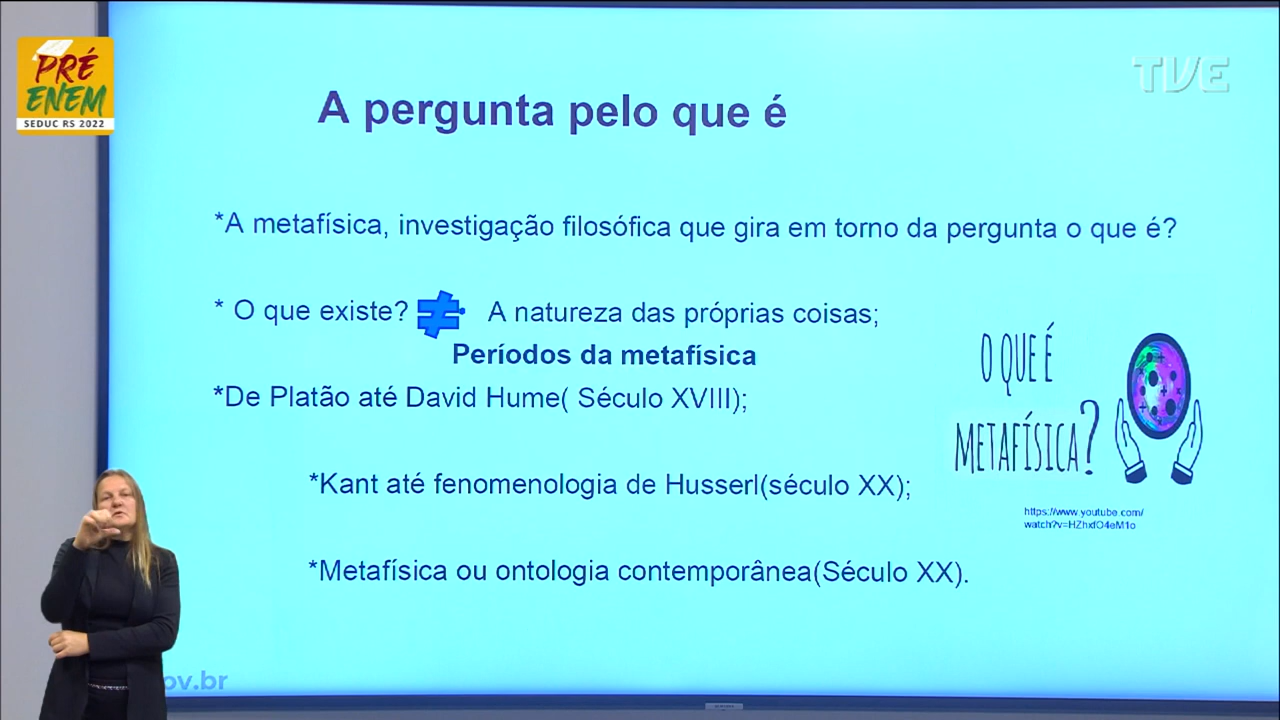 PRÉ
ENEM
SEDUC RS 2022
TVE
A pergunta pelo que é
*A metafísica, investigação filosófica que gira em torno da pergunta o que é?
* O que existe? ≠ A natureza das próprias coisas;
Períodos da metafísica
*De Platão até David Hume( Século XVIII);
*Kant até fenomenologia de Husserl(século XX);
*Metafísica ou ontologia contemporânea(Século XX).
O QUE É
METAFÍSICA?
https://www.youtube.com/
watch?v=HZhxfO4eM1o
ov.br